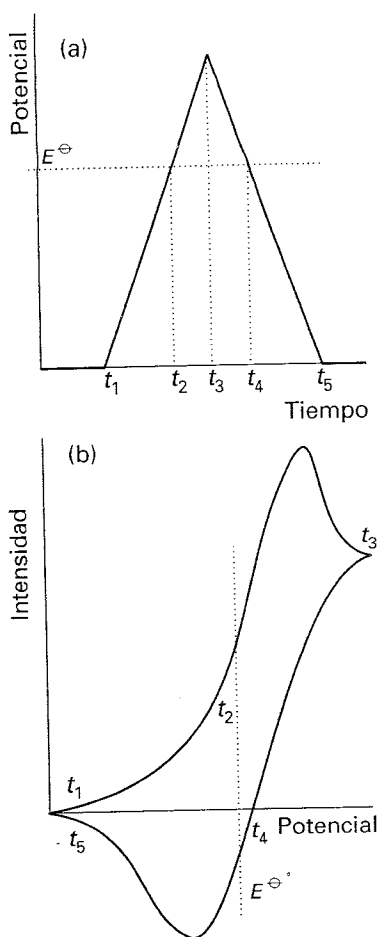 (a)
Potencial
E⊖
t1 t2 t3 t4 t5
Tiempo
(b)
Intensidad
t3
t2
t1
t4 Potencial
t5
E⊖'